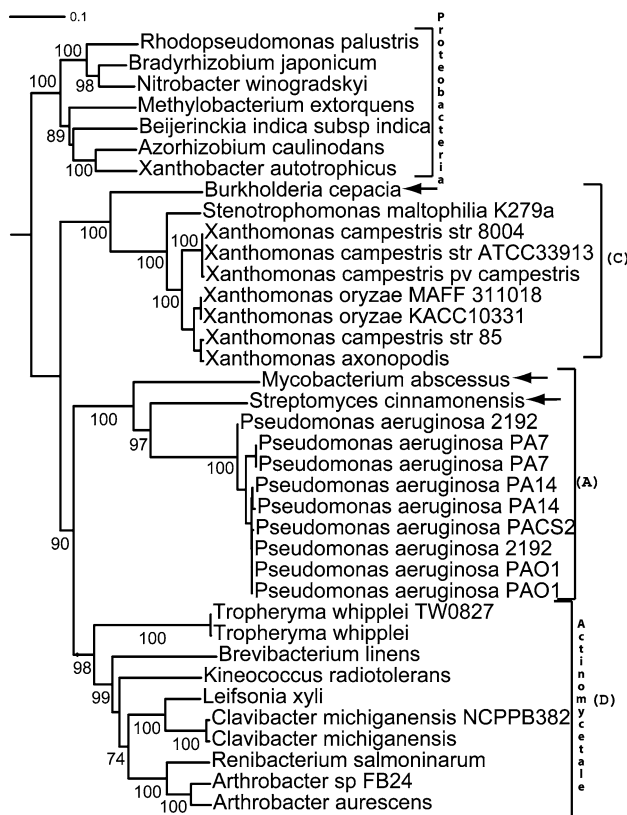 0.1
Proteobacteria
Rhodopseudomonas palustris
100
Bradyrhizobium japonicum
100
98
Nitrobacter winogradskyi
Methylobacterium extorquens
89
Beijerinckia indica subsp indica
Azorhizobium caulinodans
100
Xanthobacter autotrophicus
Burkholderia cepacia
Stenotrophomonas maltophilia K279a
100
100
Xanthomonas campestris str 8004
100
Xanthomonas campestris str ATCC33913
(C)
Xanthomonas campestris pv campestris
100
Xanthomonas oryzae MAFF 311018
Xanthomonas oryzae KACC10331
Xanthomonas campestris str 85
Xanthomonas axonopodis
Mycobacterium abscessus
100
Streptomyces cinnamonensis
97
Pseudomonas aeruginosa 2192
Pseudomonas aeruginosa PA7
100
Pseudomonas aeruginosa PA7
Pseudomonas aeruginosa PA14
(A)
Pseudomonas aeruginosa PA14
Pseudomonas aeruginosa PACS2
90
Pseudomonas aeruginosa 2192
Pseudomonas aeruginosa PAO1
Pseudomonas aeruginosa PAO1
Tropheryma whipplei TW0827
100
Tropheryma whipplei
Actinomycetale
98
Brevibacterium linens
99
Kineococcus radiotolerans
Leifsonia xyli
(D)
100
Clavibacter michiganensis NCPPB382
100
Clavibacter michiganensis
74
Renibacterium salmoninarum
100
Arthrobacter sp FB24
100
Arthrobacter aurescens